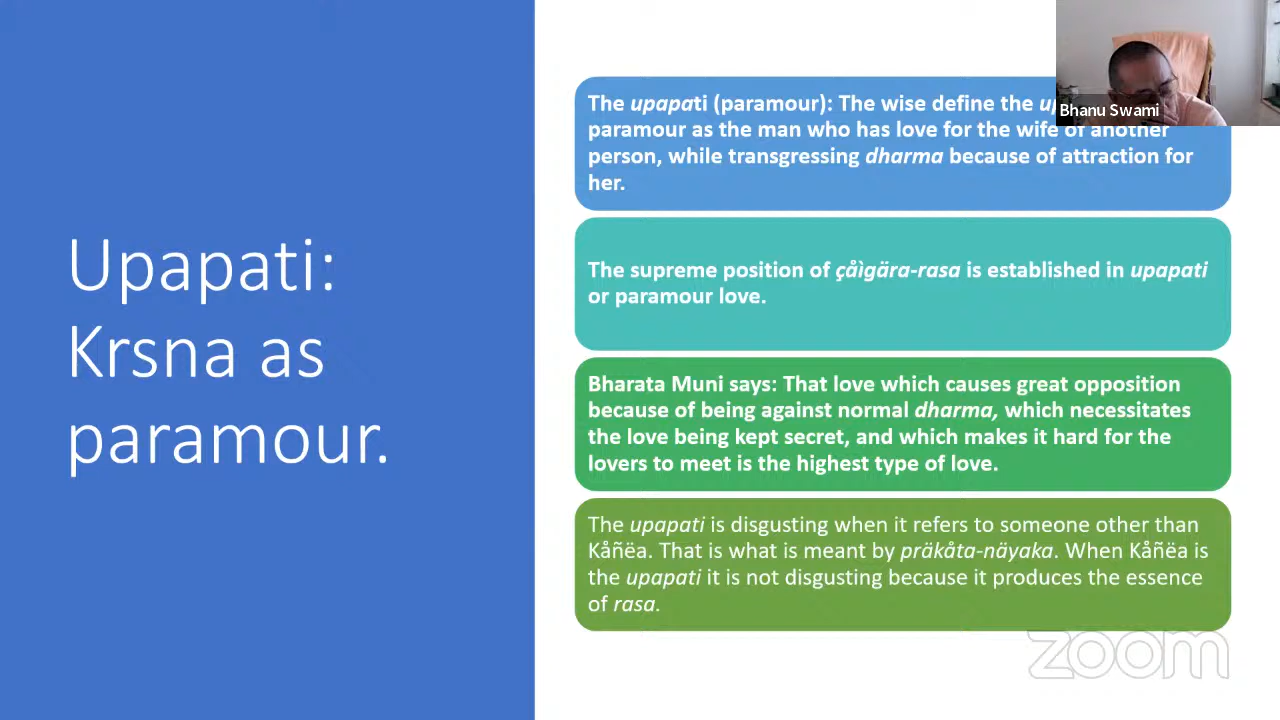 Upapati:
Krsna as
paramour.
The upapati (paramour): The wise define the
paramour as the man who has love for the wife of another
person, while transgressing dharma because of attraction for
her.
The supreme position of çåìgära-rasa is established in upapati
or paramour love.
Bharata Muni says: That love which causes great opposition
because of being against normal dharma, which necessitates
the love being kept secret, and which makes it hard for the
lovers to meet is the highest type of love.
The upapati is disgusting when it refers to someone other than
Kåñëa. That is what is meant by präkåta-näyaka. When Kåñëa is
the upapati it is not disgusting because it produces the essence
of rasa.
Bhanu Swami
zoom